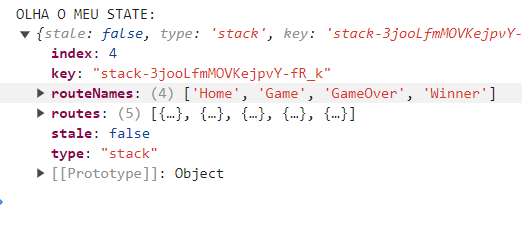 OLHA O MEU STATE:
{stale: false, type: 'stack', key: 'stack-3jooLfmMOVKejpvY-
index: 4
key: "stack-3jooLfmMOVKejpvY-fR_k"
routeNames: (4) ['Home', 'Game', 'GameOver', 'Winner']
routes: (5) [{…}, {…}, {…}, {…}, {…}]
stale: false
type: "stack"
[[Prototype]]: Object